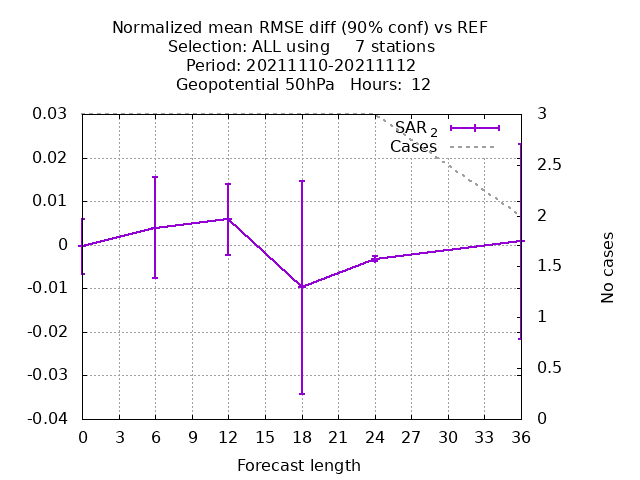 Normalized mean RMSE diff (90% conf) vs REF
Selection: ALL using 7 stations
Period: 20211110-20211112
Geopotential 50hPa Hours: 12
0.03
0.02
0.01
0
-0.01
-0.02
-0.03
-0.04
SAR 2
Cases
3
2.5
2
1.5
1
0.5
0
No cases
0 3 6 9 12 15 18 21 24 27 30 33 36
Forecast length